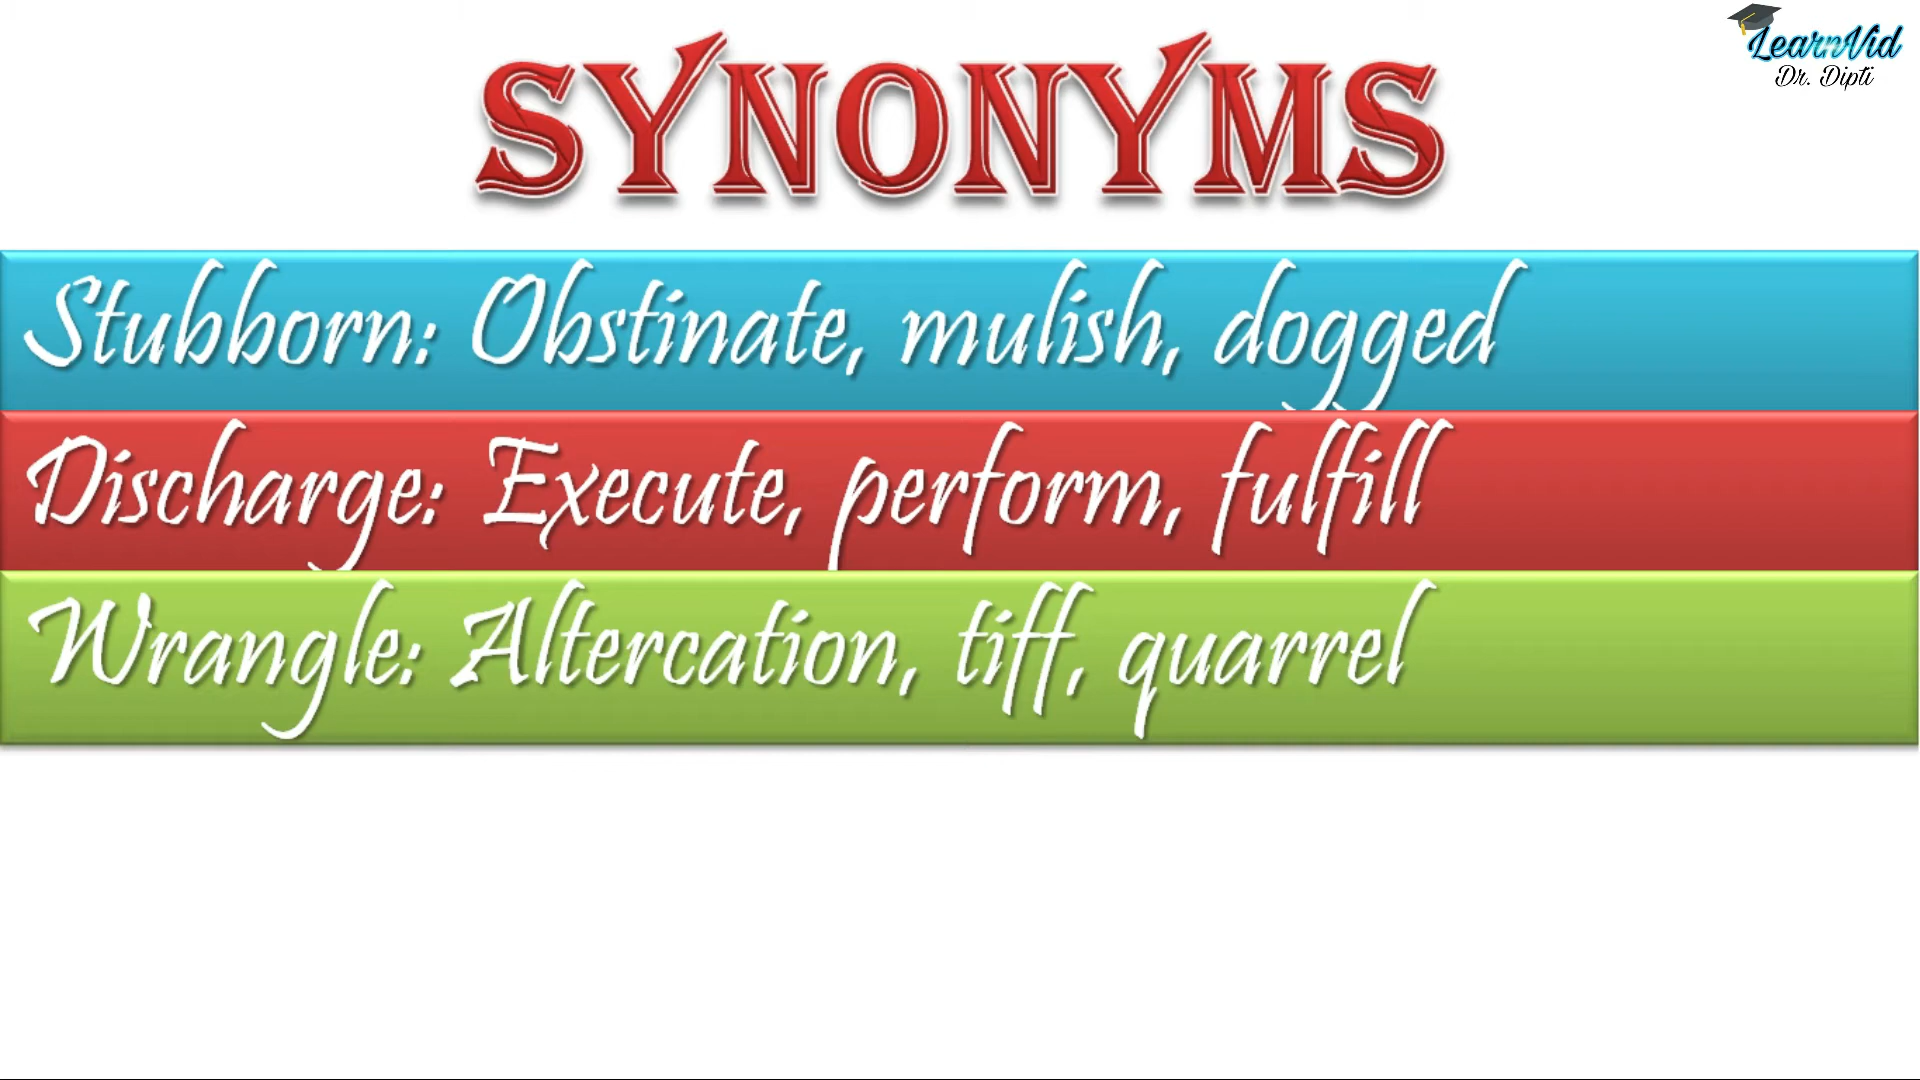 LearnVid
Dr. Dipti
SYNONYMS
Stubborn: Obstinate, mulish, dogged
Discharge: Execute, perform, fulfill
Wrangle: Altercation, tiff, quarrel